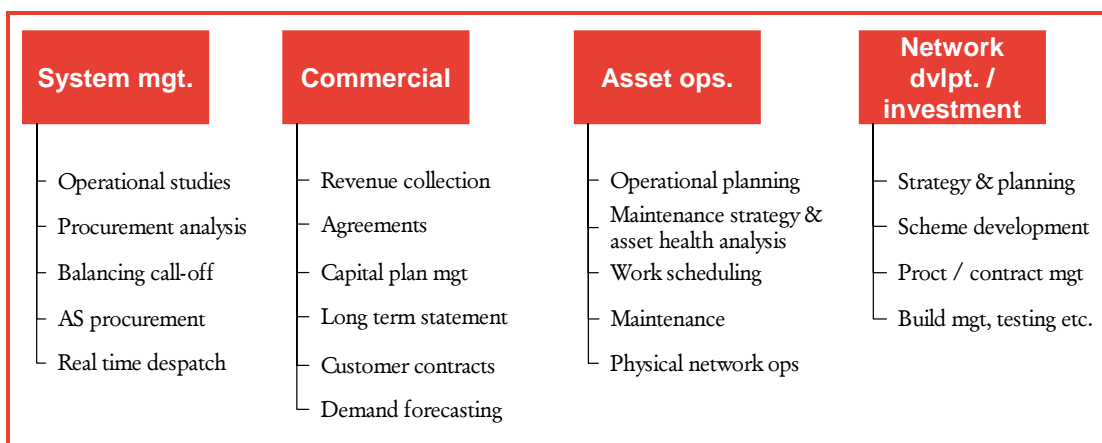 System mgt.
Operational studies
Procurement analysis
Balancing call-off
AS procurement
Real time despatch
Commercial
Revenue collection
Agreements
Capital plan mgt
Long term statement
Customer contracts
Demand forecasting
Asset ops.
Operational planning
Maintenance strategy &
asset health analysis
Work scheduling
Maintenance
Physical network ops
Network
dvlpt. /
investment
Strategy & planning
Scheme development
Proct / contract mgt
Build mgt, testing etc.